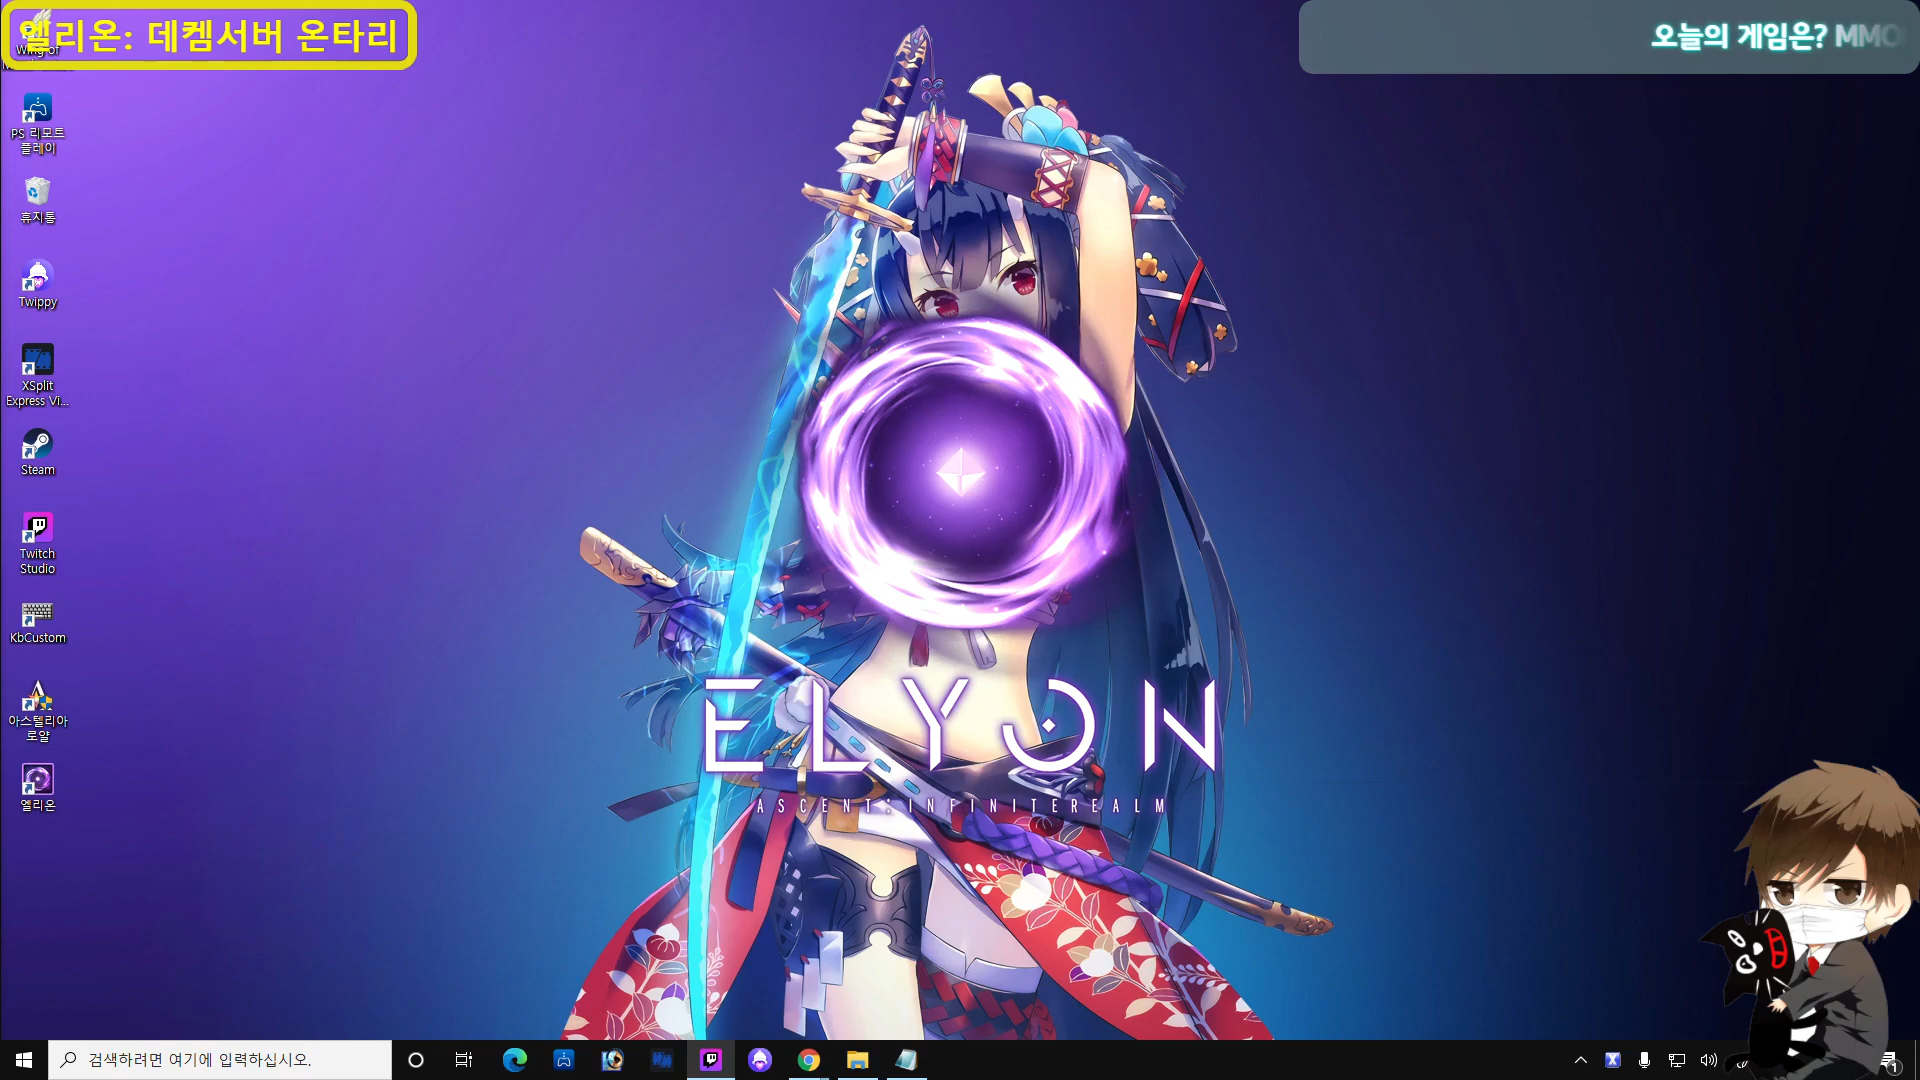 엘리온: 데켐서버 온타리
오늘의 게임은? MMO
Wing of
PS 리모트
플레이
휴지통
Twippy
XSplit
Express Vi...
Steam
Twitch
Studio
KbCustom
아스텔리아
로얄
엘리온
ELYON
ASCENT: INFINITE REALM
검색하려면 여기에 입력하십시오.
1